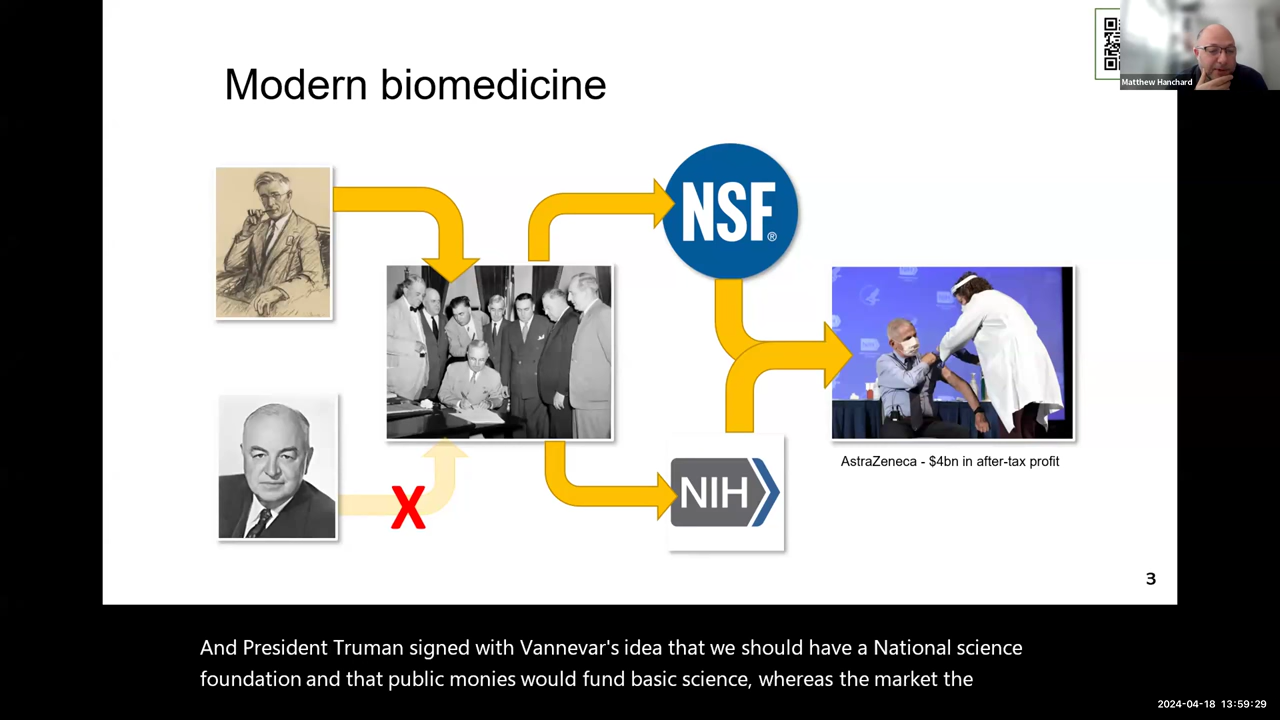 Matthew Hanchard
Modern biomedicine
NSF®
AstraZeneca - $4bn in after-tax profit
X
NIH
3
And President Truman signed with Vannevar's idea that we should have a National science
foundation and that public monies would fund basic science, whereas the market the
2024-04-18 13:59:29